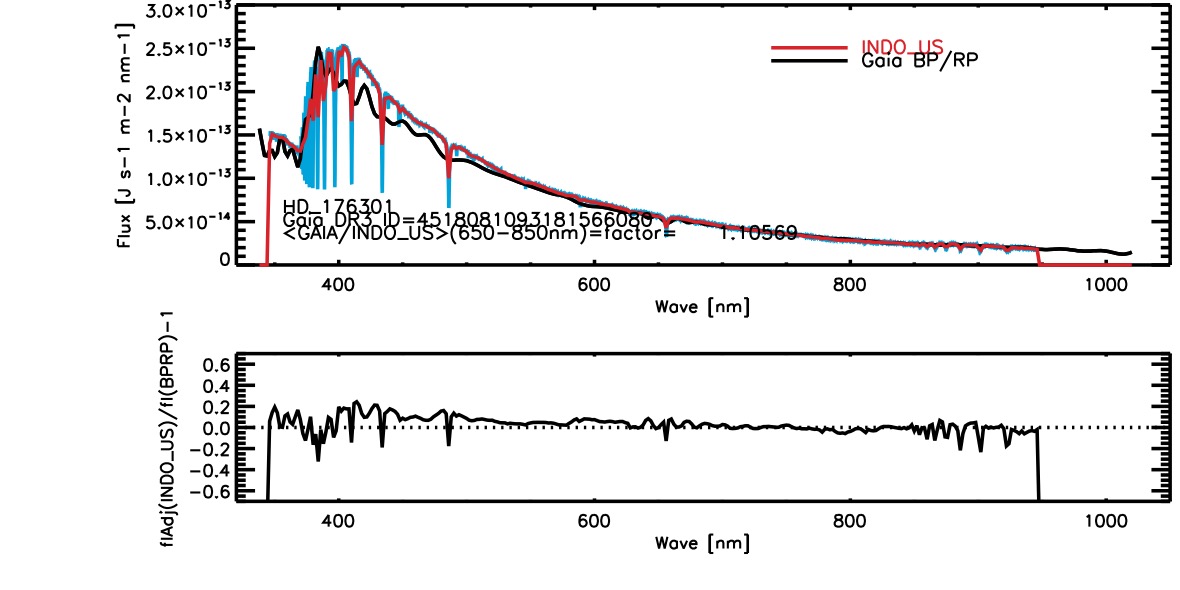 3.0×10⁻¹³
2.5×10⁻¹³
2.0×10⁻¹³
1.5×10⁻¹³
1.0×10⁻¹³
5.0×10⁻¹⁴
0
Flux [J s−1 m−2 nm−1]
INDO_US
Gaia BP/RP
HD_176301
Gaia DR3 ID=4518081093181566080
<GAIA/INDO_US>(650−850nm)=factor= 1.10569
400 600 800 1000
Wave [nm]
0.6
0.4
0.2
0.0
−0.2
−0.4
−0.6
flAdj(INDO_US)/fl(BPRP)−1
400 600 800 1000
Wave [nm]